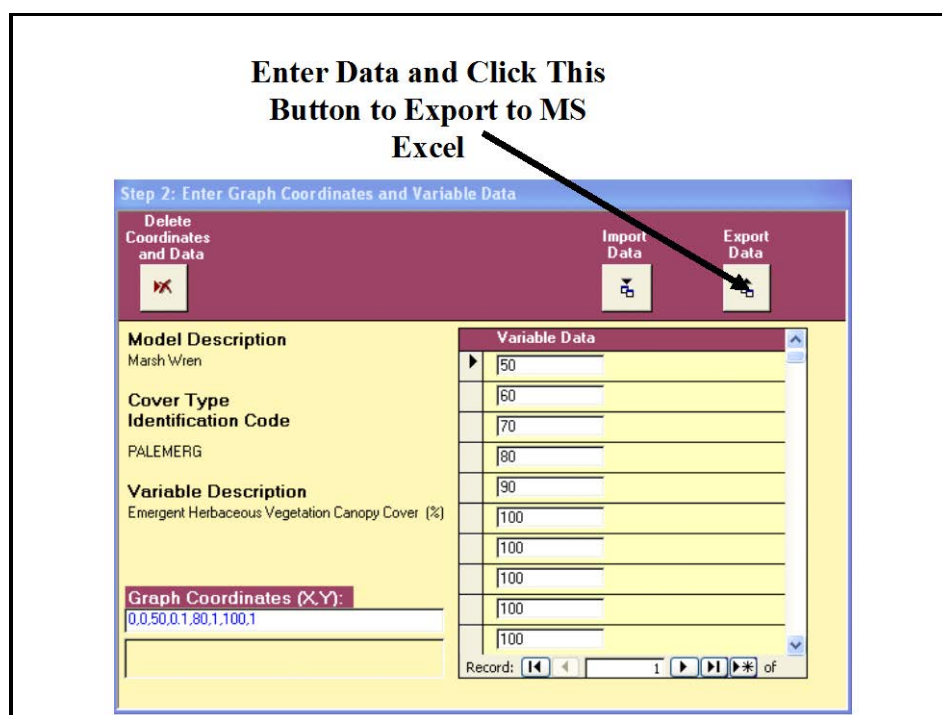 Enter Data and Click This
Button to Export to MS
Excel
Step 2: Enter Graph Coordinates and Variable Data
Delete
Coordinates
and Data
Import
Data
Export
Data
Model Description
Marsh Wren
Cover Type
Identification Code
PALEMERG
Variable Description
Emergent Herbaceous Vegetation Canopy Cover (%)
Graph Coordinates (X,Y):
0,0,50,0.1,80,1,100,1
Variable Data
50
60
70
80
90
100
100
100
100
100
Record: 1 of